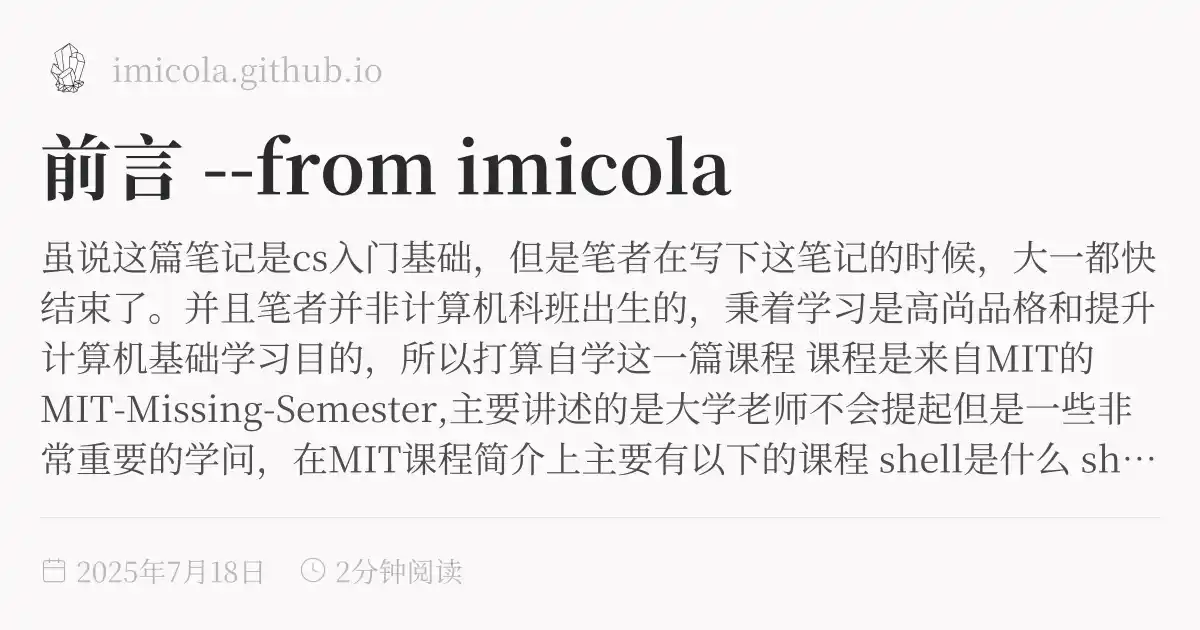 imicola.github.io
前言 --from imicola
虽说这篇笔记是cs入门基础，但是笔者在写下这笔记的时候，大一都快
结束了。并且笔者并非计算机科班出生的，秉着学习是高尚品格和提升
计算机基础学习目的，所以打算自学这一篇课程 课程是来自MIT的
MIT-Missing-Semester,主要讲述的是大学老师不会提起但是一些非
常重要的学问，在MIT课程简介上主要有以下的课程 shell是什么 sh…
2025年7月18日 2分钟阅读